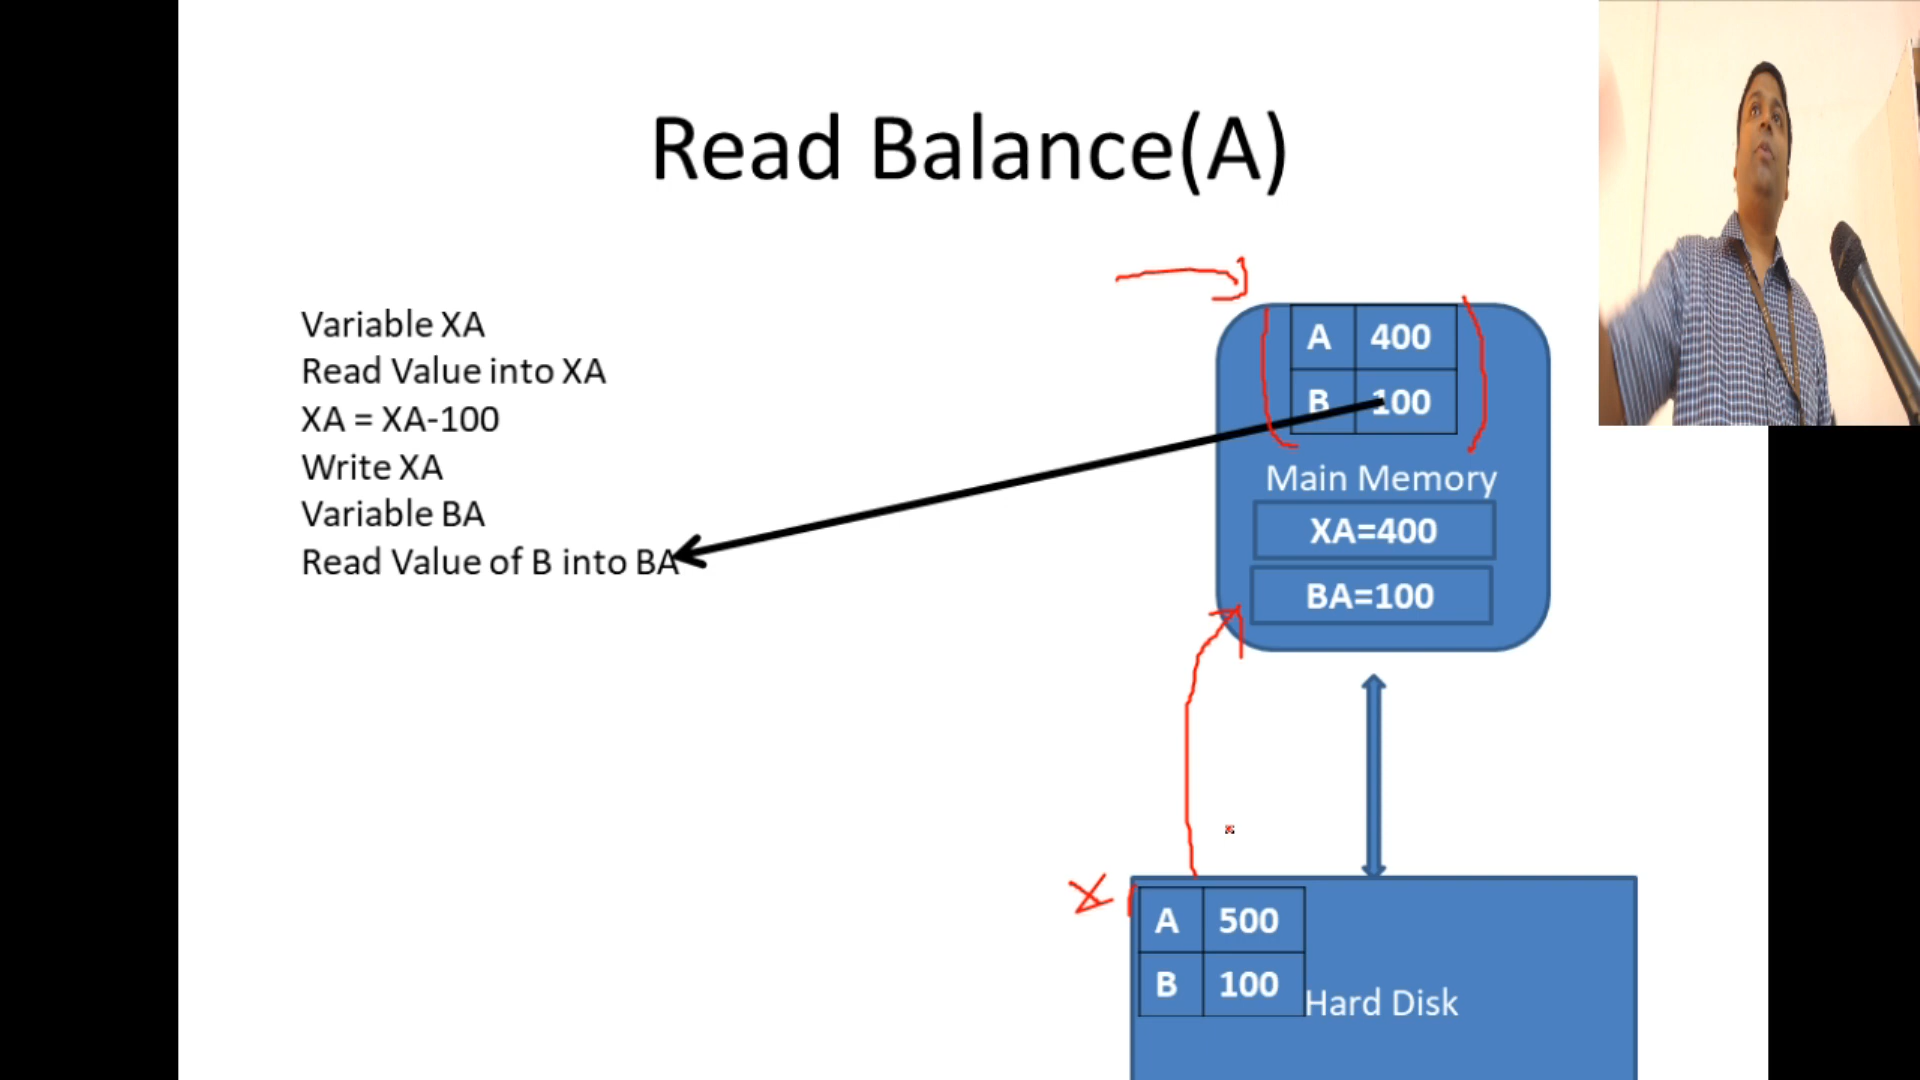 Read Balance(A)
Variable XA
Read Value into XA
XA = XA-100
Write XA
Variable BA
Read Value of B into BA
A 400
B 100
Main Memory
XA=400
BA=100
A 500
B 100
Hard Disk